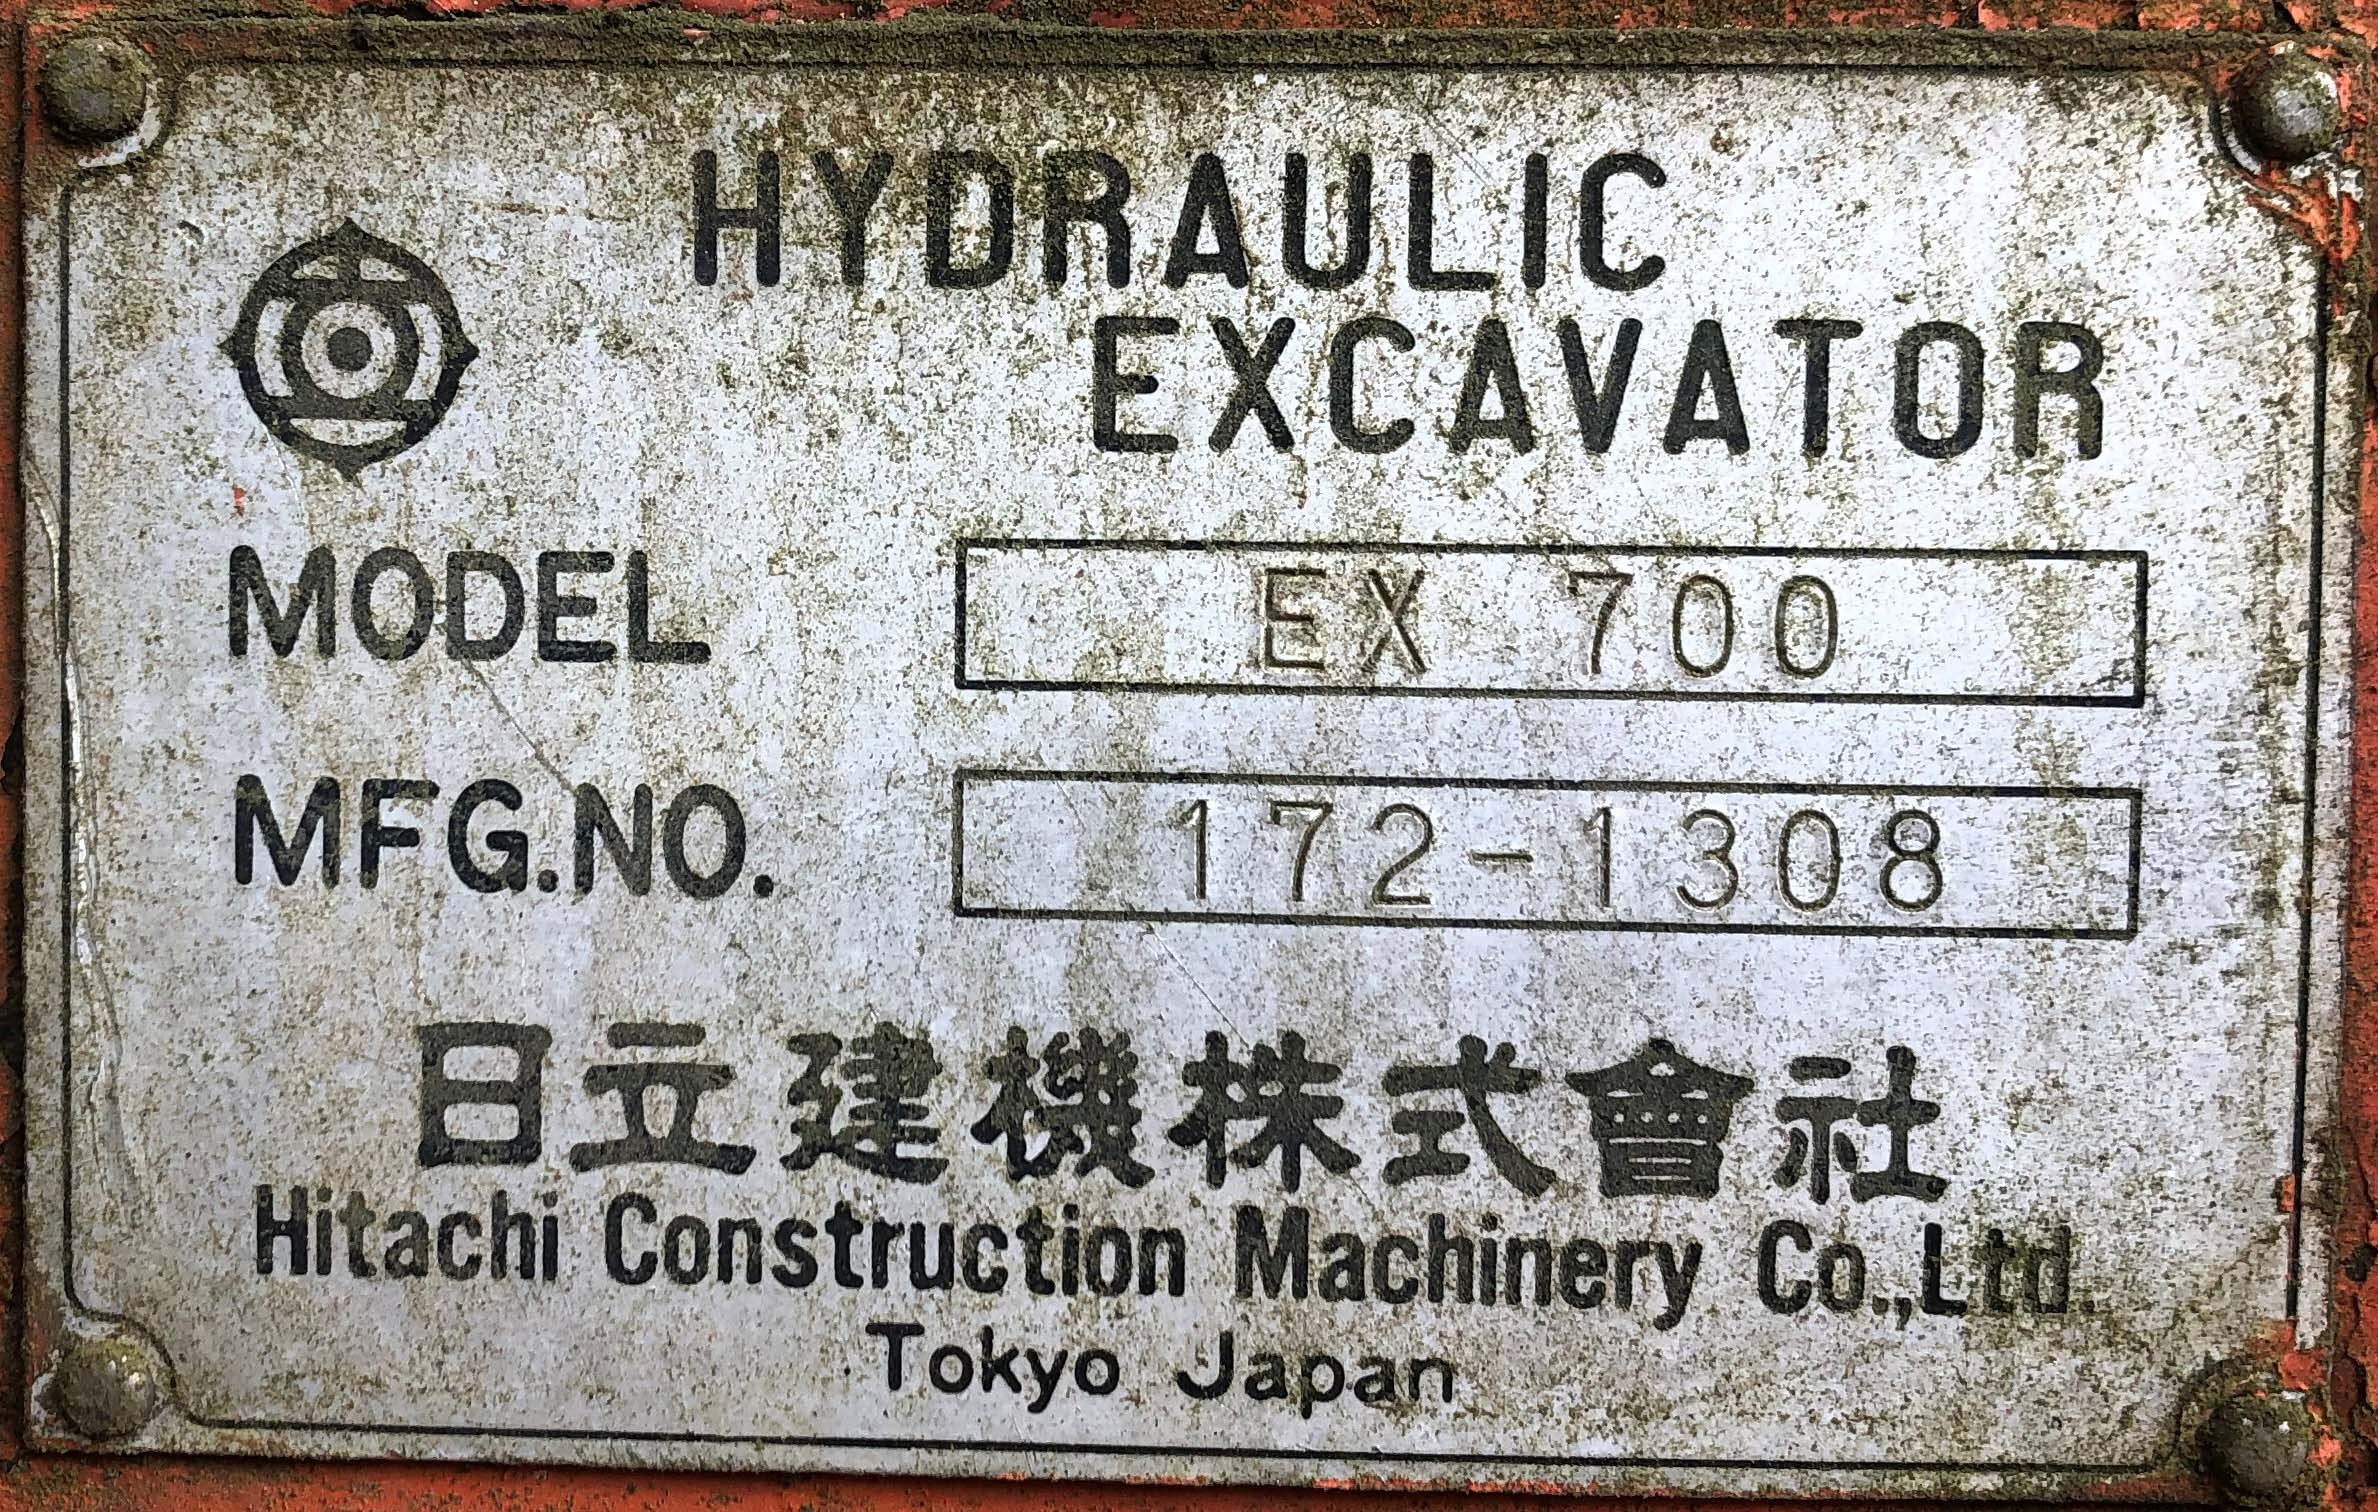 HYDRAULIC
EXCAVATOR
MODEL EX 700
MFG.NO. 172-1308
日立建機株式會社
Hitachi Construction Machinery Co.,Ltd.
Tokyo Japan